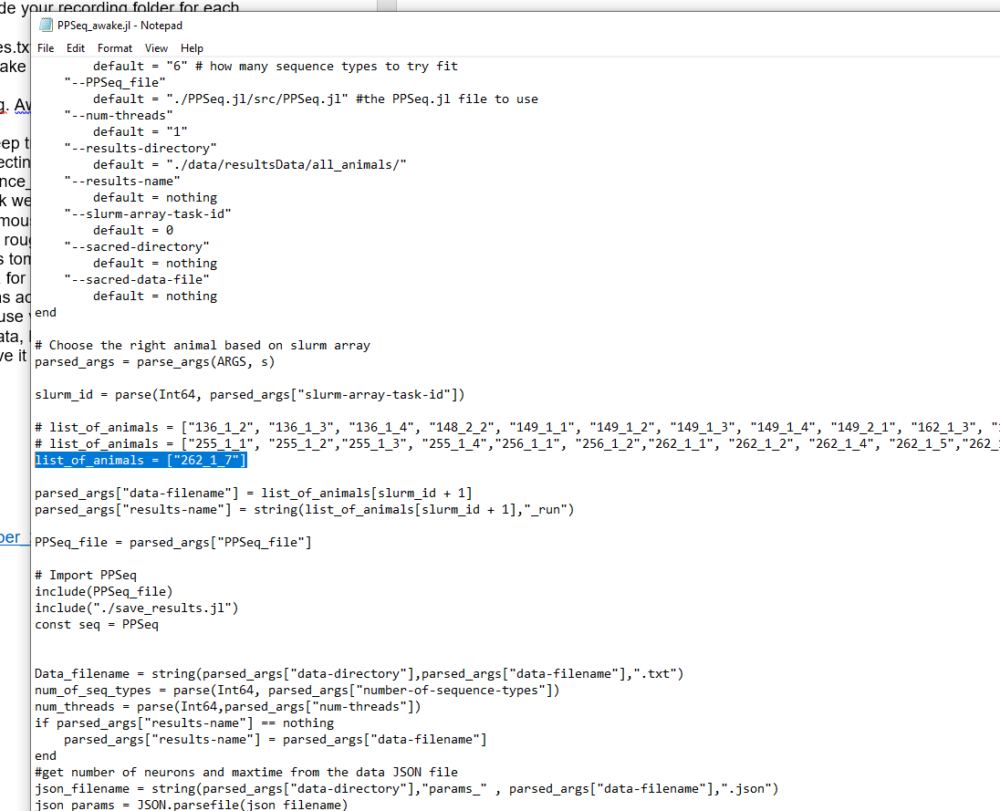 de your recording folder for each
PPSeq_awake.jl - Notepad
File Edit Format View Help
es.tx
ake
g. Aw
eep t
ectin
nce_
k we
mous
roug
s tom
for
as ac
use
ata,
ve it
per_
default = "6" # how many sequence types to try fit
"--PPSeq_file"
default = "./PPSeq.jl/src/PPSeq.jl" #the PPSeq.jl file to use
"--num-threads"
default = "1"
"--results-directory"
default = "./data/resultsData/all_animals/"
"--results-name"
default = nothing
"--slurm-array-task-id"
default = 0
"--sacred-directory"
default = nothing
"--sacred-data-file"
default = nothing
end
# Choose the right animal based on slurm array
parsed_args = parse_args(ARGS, s)
slurm_id = parse(Int64, parsed_args["slurm-array-task-id"])
# list_of_animals = ["136_1_2", "136_1_3", "136_1_4", "148_2_2", "149_1_1", "149_1_2", "149_1_3", "149_1_4", "149_2_1", "162_1_3",
# list_of_animals = ["255_1_1", "255_1_2","255_1_3", "255_1_4","256_1_1", "256_1_2","262_1_1", "262_1_2", "262_1_4", "262_1_5","262_
list_of_animals = ["262_1_7"]
parsed_args["data-filename"] = list_of_animals[slurm_id + 1]
parsed_args["results-name"] = string(list_of_animals[slurm_id + 1],"_run")
PPSeq_file = parsed_args["PPSeq_file"]
# Import PPSeq
include(PPSeq_file)
include("./save_results.jl")
const seq = PPSeq
Data_filename = string(parsed_args["data-directory"],parsed_args["data-filename"],".txt")
num_of_seq_types = parse(Int64, parsed_args["number-of-sequence-types"])
num_threads = parse(Int64,parsed_args["num-threads"])
if parsed_args["results-name"] == nothing
parsed_args["results-name"] = parsed_args["data-filename"]
end
#get number of neurons and maxtime from the data JSON file
json_filename = string(parsed_args["data-directory"],"params_" , parsed_args["data-filename"],".json")
json_params = JSON.parsefile(json_filename)